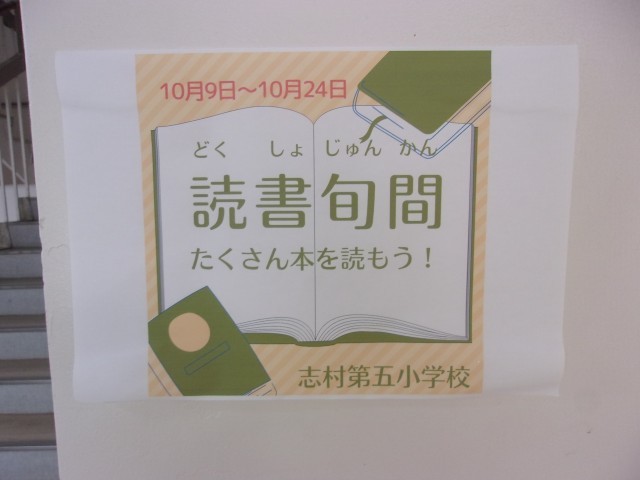 10月9日～10月24日
どく しょ じゅん かん
読書旬間
たくさん本を読もう！
志村第五小学校